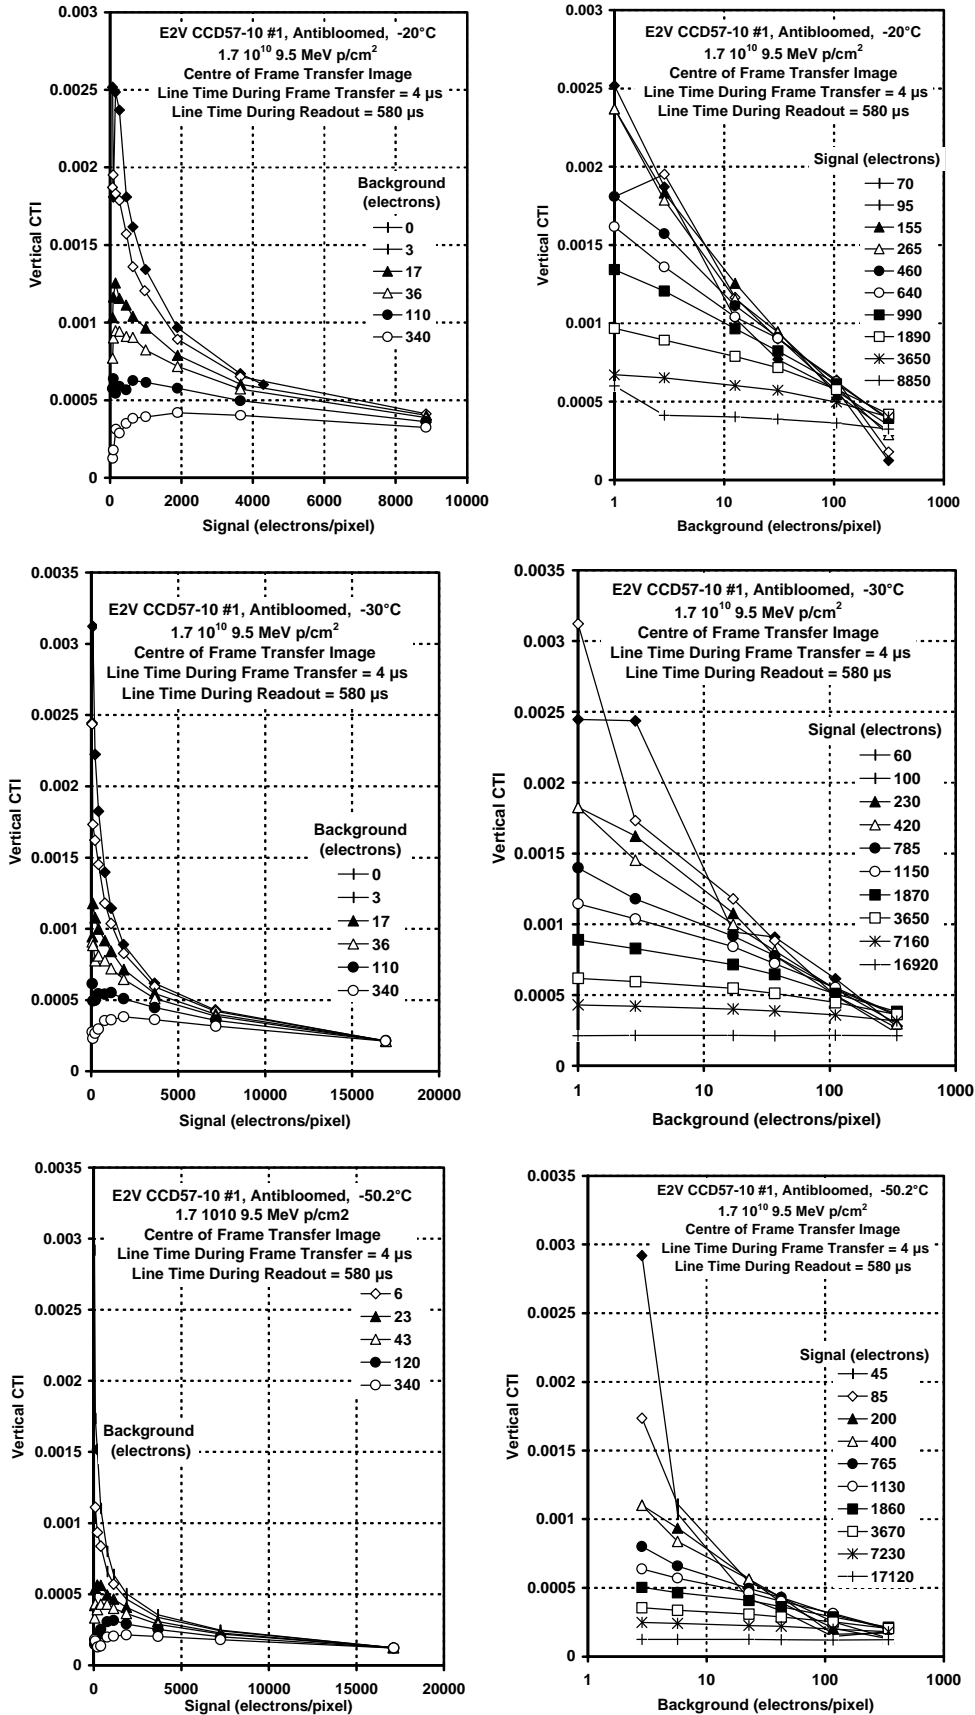 E2V CCD57-10 #1, Antibloomed, -20°C
1.7 10^10 9.5 MeV p/cm^2
Centre of Frame Transfer Image
Line Time During Frame Transfer = 4 µs
Line Time During Readout = 580 µs
Background
(electrons)
0
3
17
36
110
340
0.003
0.0025
0.002
0.0015
0.001
0.0005
0
Vertical CTI
0 2000 4000 6000 8000 10000
Signal (electrons/pixel)
E2V CCD57-10 #1, Antibloomed, -20°C
1.7 10^10 9.5 MeV p/cm^2
Centre of Frame Transfer Image
Line Time During Frame Transfer = 4 µs
Line Time During Readout = 580 µs
Signal (electrons)
70
95
155
265
460
640
990
1890
3650
8850
0.003
0.0025
0.002
0.0015
0.001
0.0005
0
Vertical CTI
1 10 100 1000
Background (electrons/pixel)
E2V CCD57-10 #1, Antibloomed, -30°C
1.7 10^10 9.5 MeV p/cm^2
Centre of Frame Transfer Image
Line Time During Frame Transfer = 4 µs
Line Time During Readout = 580 µs
Background
(electrons)
0
3
17
36
110
340
0.0035
0.003
0.0025
0.002
0.0015
0.001
0.0005
0
Vertical CTI
0 5000 10000 15000 20000
Signal (electrons/pixel)
E2V CCD57-10 #1, Antibloomed, -30°C
1.7 10^10 9.5 MeV p/cm^2
Centre of Frame Transfer Image
Line Time During Frame Transfer = 4 µs
Line Time During Readout = 580 µs
Signal (electrons)
60
100
230
420
785
1150
1870
3650
7160
16920
0.0035
0.003
0.0025
0.002
0.0015
0.001
0.0005
0
Vertical CTI
1 10 100 1000
Background (electrons/pixel)
E2V CCD57-10 #1, Antibloomed, -50.2°C
1.7 1010 9.5 MeV p/cm2
Centre of Frame Transfer Image
Line Time During Frame Transfer = 4 µs
Line Time During Readout = 580 µs
6
23
43
120
340
Background
(electrons)
0.0035
0.003
0.0025
0.002
0.0015
0.001
0.0005
0
Vertical CTI
0 5000 10000 15000 20000
Signal (electrons/pixel)
E2V CCD57-10 #1, Antibloomed, -50.2°C
1.7 10^10 9.5 MeV p/cm^2
Centre of Frame Transfer Image
Line Time During Frame Transfer = 4 µs
Line Time During Readout = 580 µs
Signal (electrons)
45
85
200
400
765
1130
1860
3670
7230
17120
0.0035
0.003
0.0025
0.002
0.0015
0.001
0.0005
0
Vertical CTI
1 10 100 1000
Background (electrons/pixel)